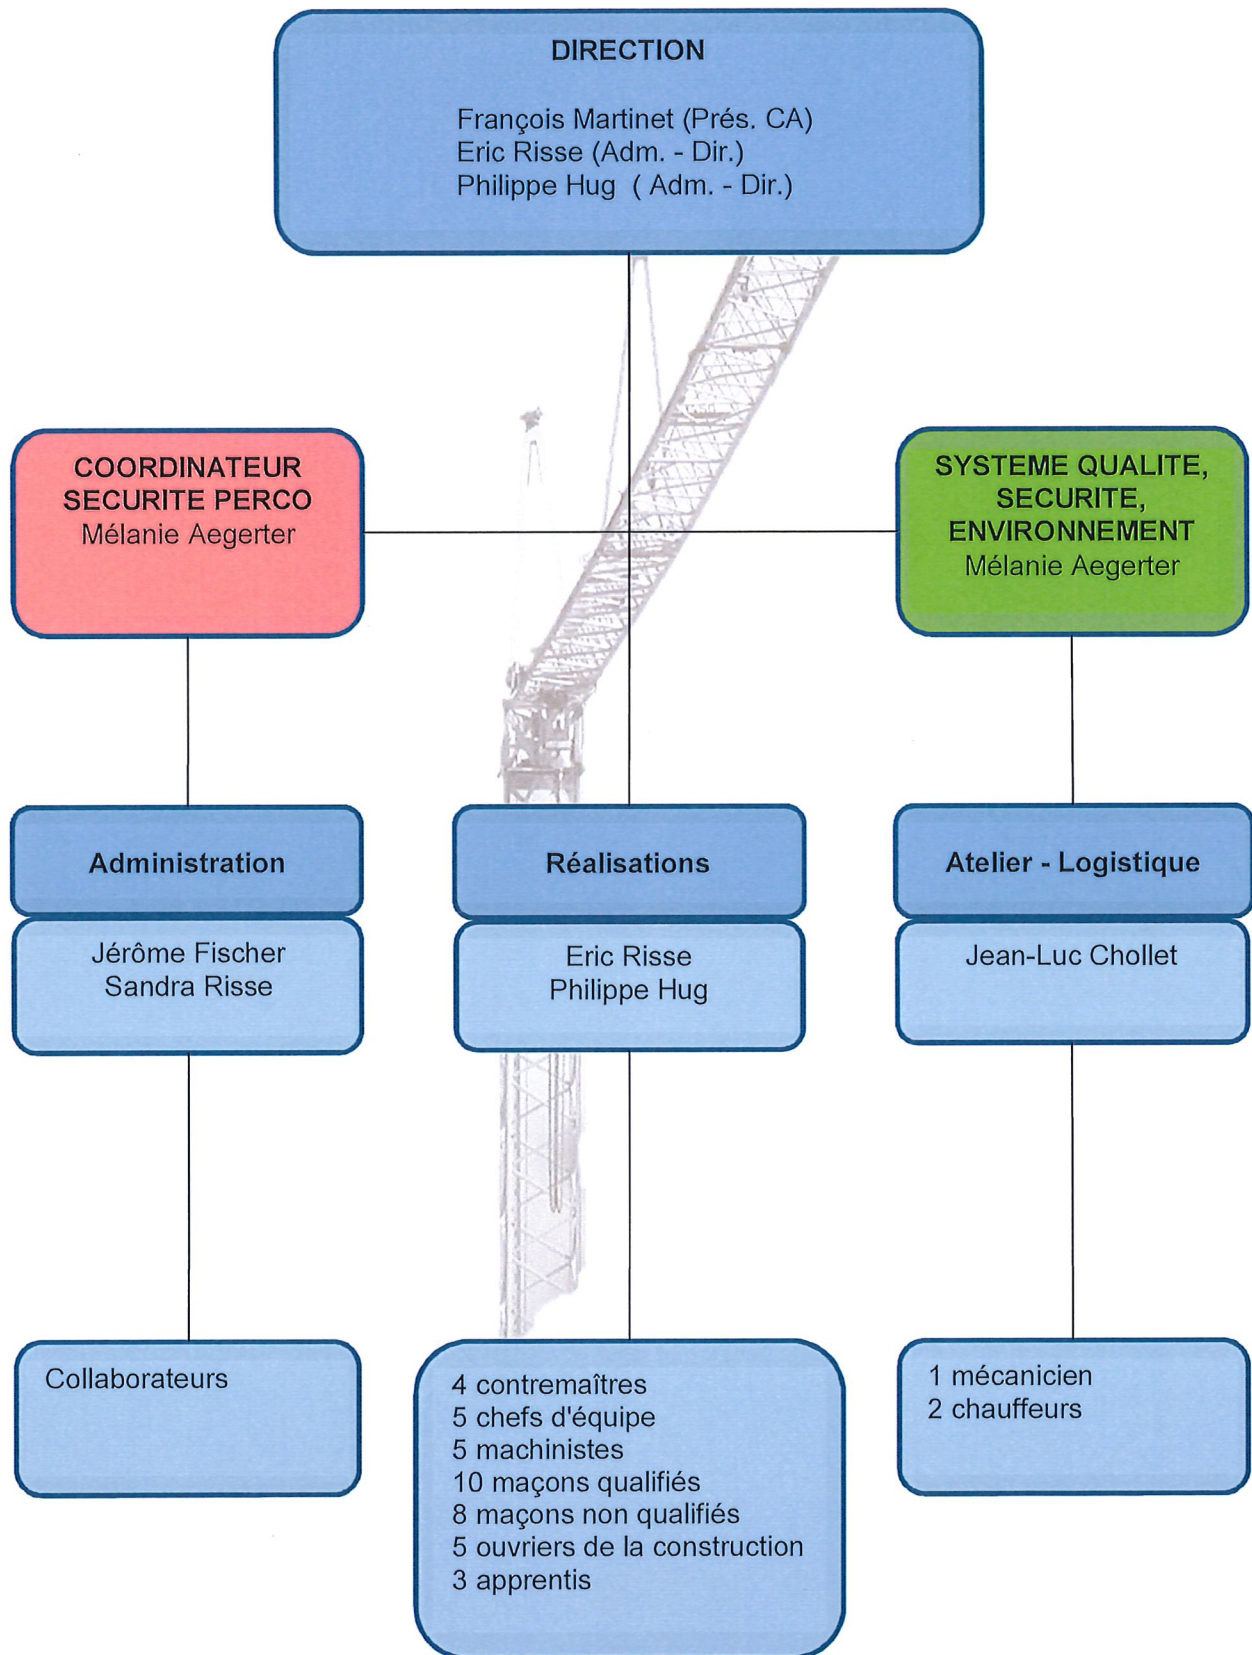 DIRECTION
François Martinet (Prés. CA)
Eric Risse (Adm. - Dir.)
Philippe Hug  ( Adm. - Dir.)
COORDINATEUR
SECURITE PERCO
Mélanie Aegerter
SYSTEME QUALITE,
SECURITE,
ENVIRONNEMENT
Mélanie Aegerter
Administration
Jérôme Fischer
Sandra Risse
Réalisations
Eric Risse
Philippe Hug
Atelier - Logistique
Jean-Luc Chollet
Collaborateurs
4 contremaîtres
5 chefs d'équipe
5 machinistes
10 maçons qualifiés
8 maçons non qualifiés
5 ouvriers de la construction
3 apprentis
1 mécanicien
2 chauffeurs